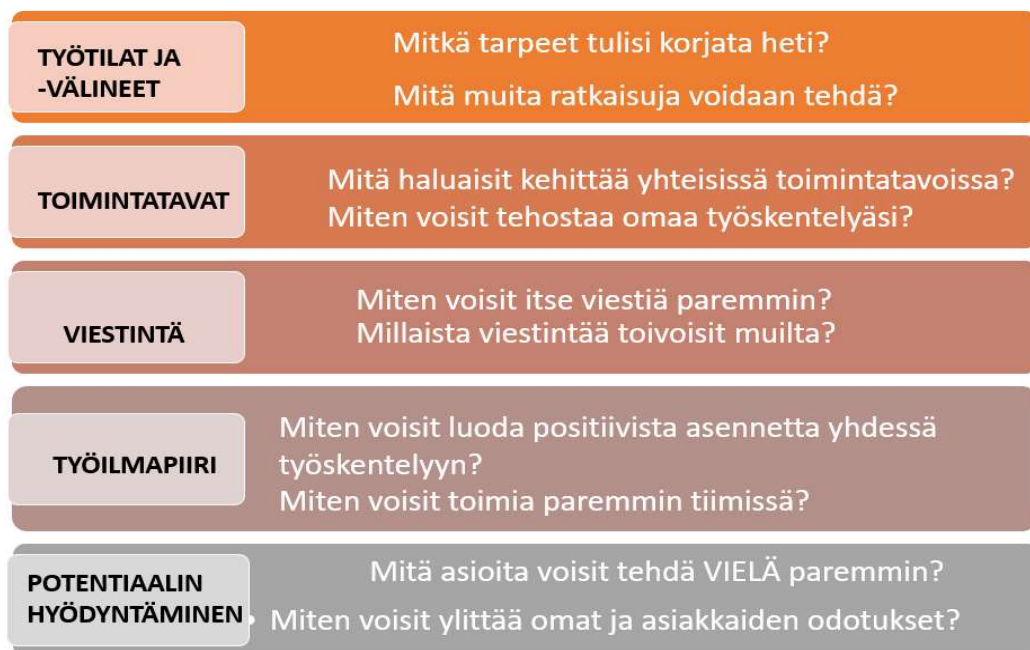 TYÖTILAT JA
-VÄLINEET
Mitkä tarpeet tulisi korjata heti?
Mitä muita ratkaisuja voidaan tehdä?
TOIMINTATAVAT
Mitä haluaisit kehittää yhteisissä toimintatavoissa?
Miten voisit tehostaa omaa työskentelyäsi?
VIESTINTÄ
Miten voisit itse viestiä paremmin?
Millaista viestintää toivoisit muilta?
TYÖILMAPIIRI
Miten voisit luoda positiivista asennetta yhdessä
työskentelyyn?
Miten voisit toimia paremmin tiimissä?
POTENTIAALIN
HYÖDYNTÄMINEN
Mitä asioita voisit tehdä VIELÄ paremmin?
• Miten voisit ylittää omat ja asiakkaiden odotukset?